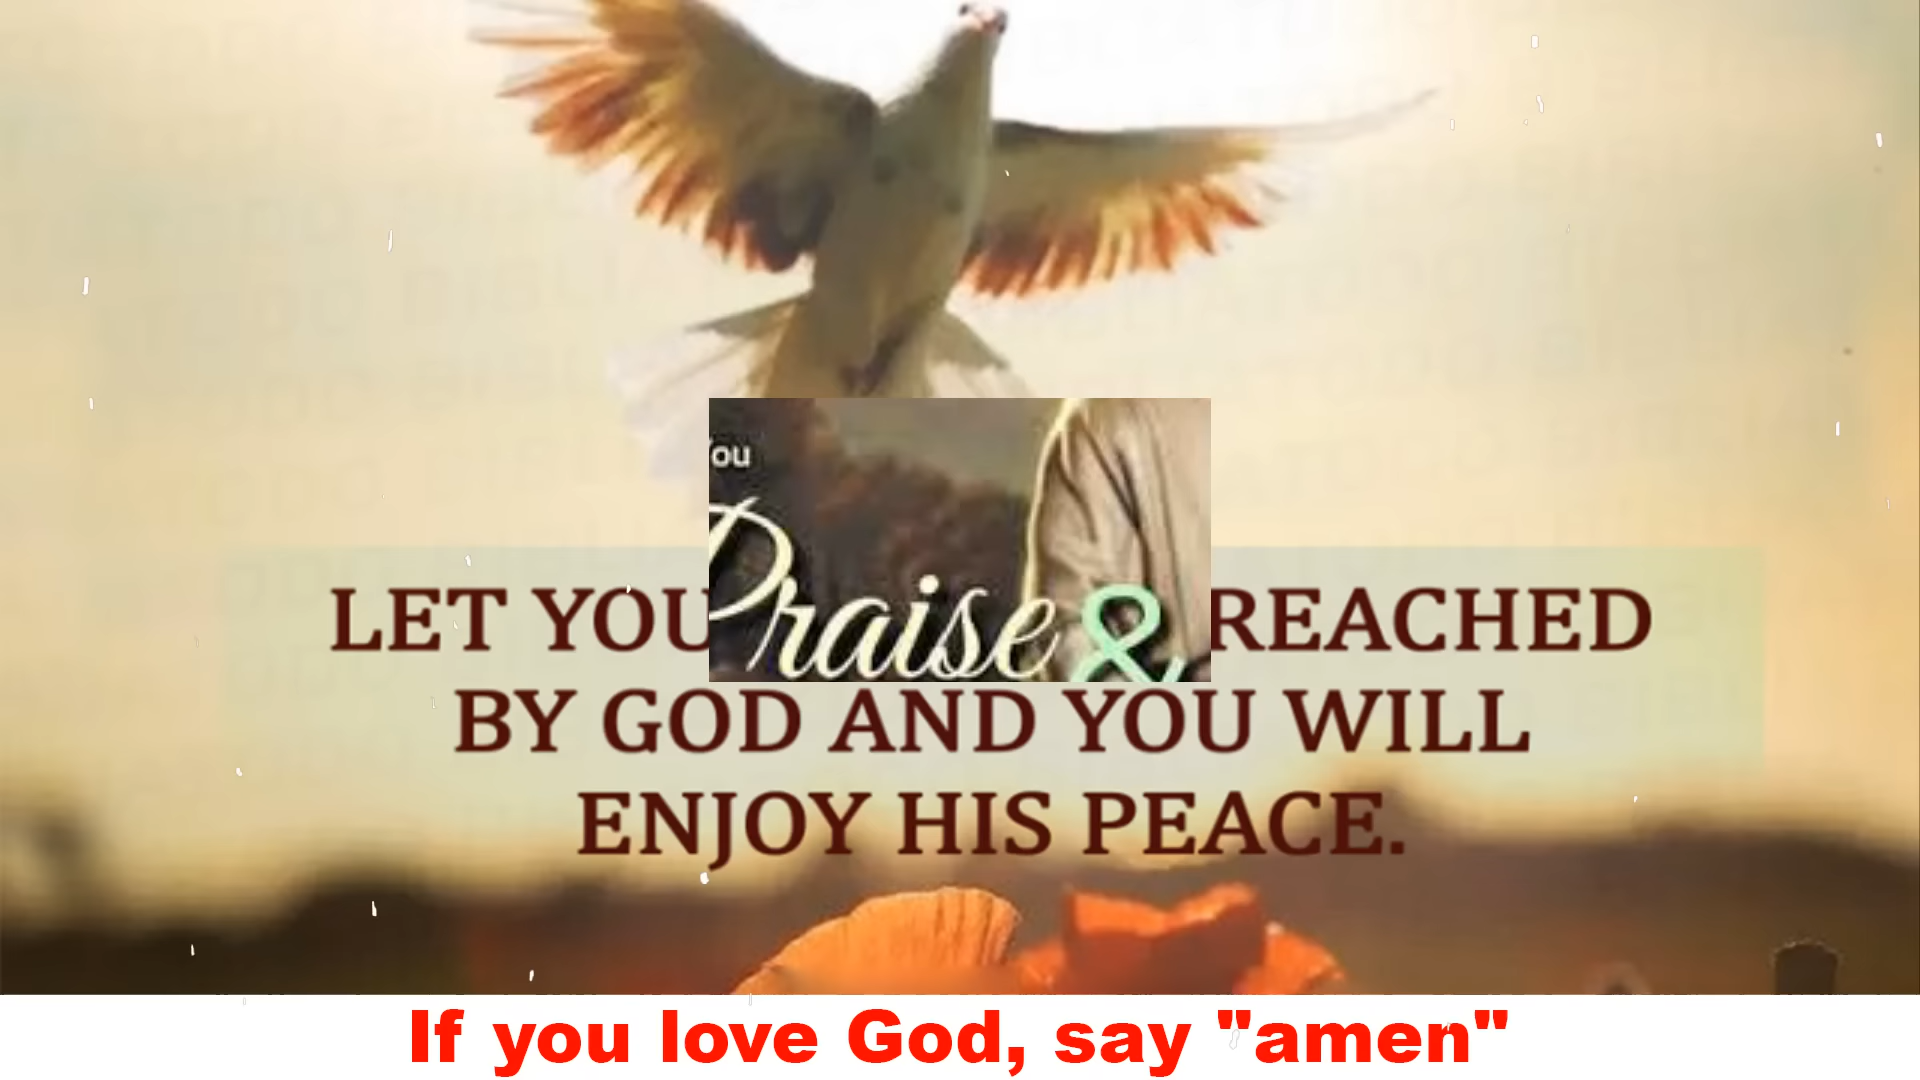 ou
Praise &
LET YOU REACHED
BY GOD AND YOU WILL
ENJOY HIS PEACE.
If you love God, say "amen"